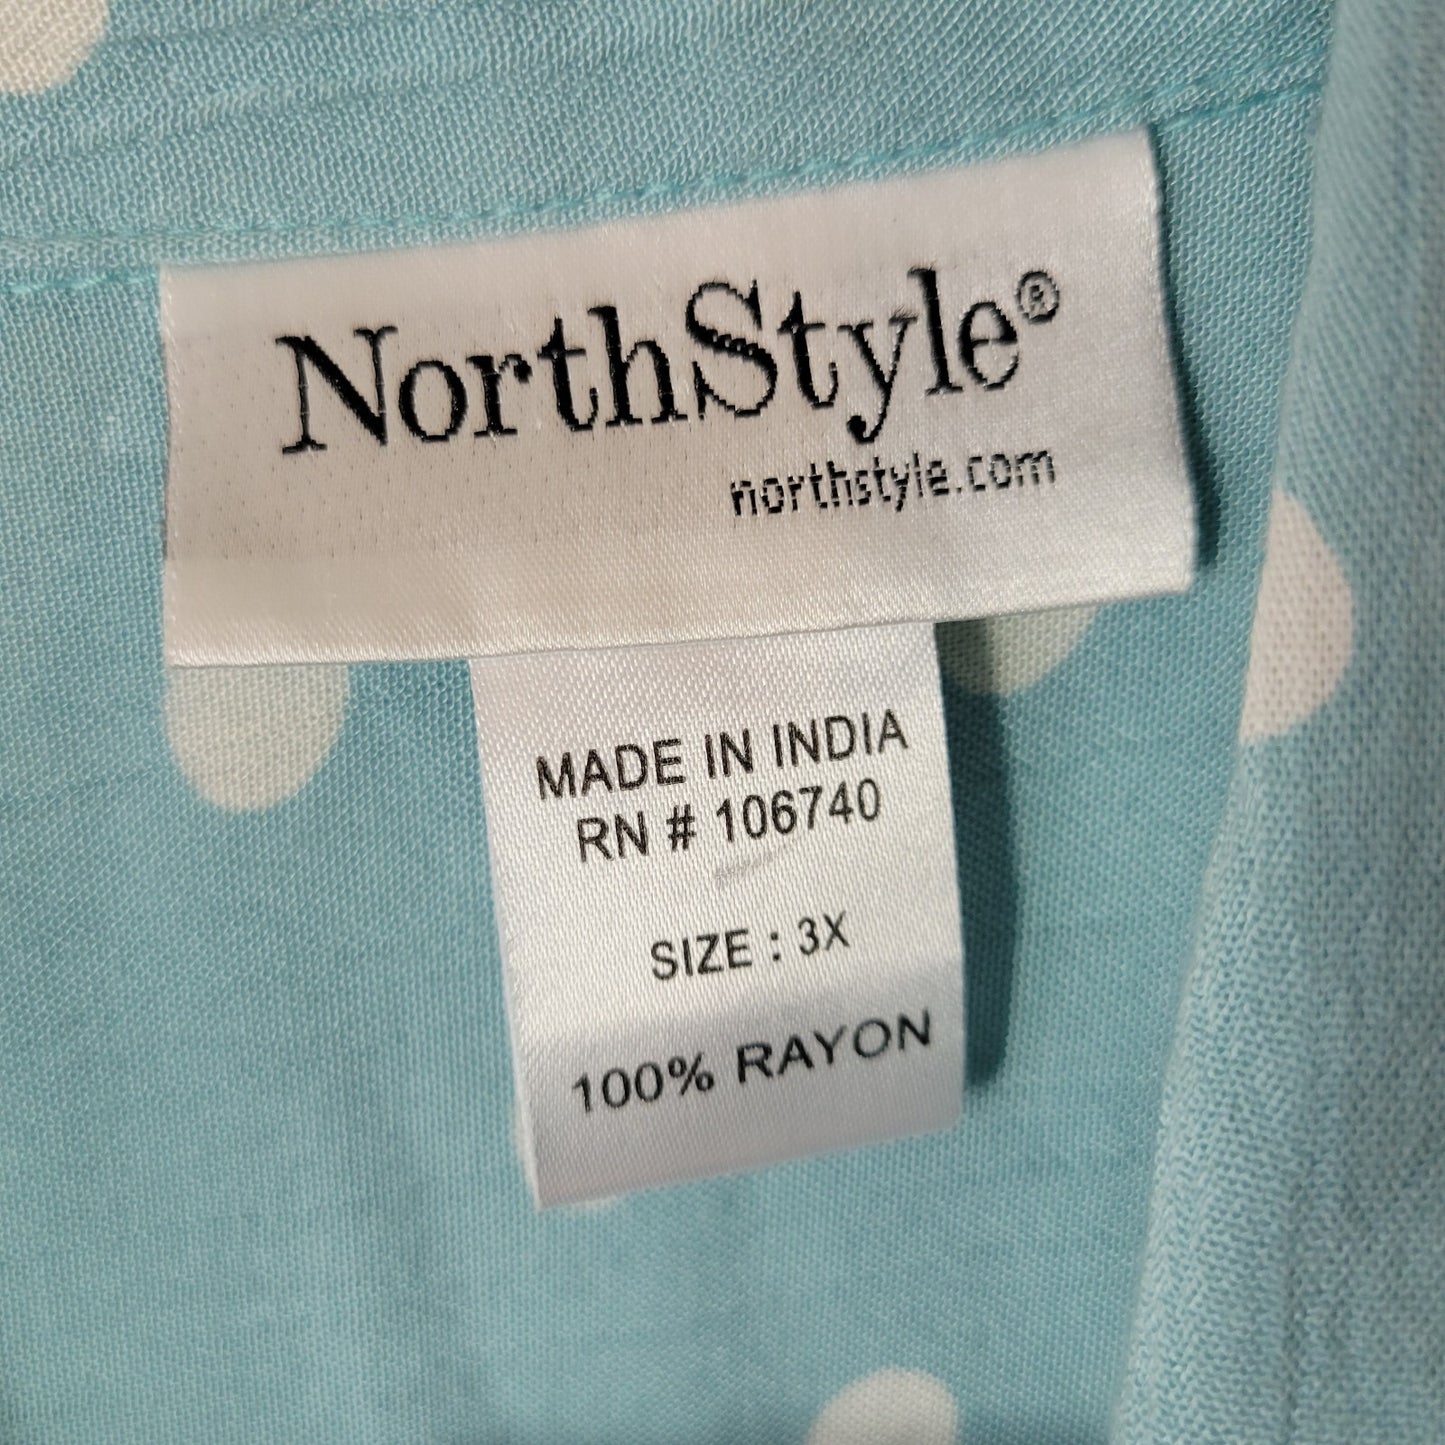 NorthStyle®
northstyle.com
MADE IN INDIA
RN # 106740
SIZE : 3X
100% RAYON